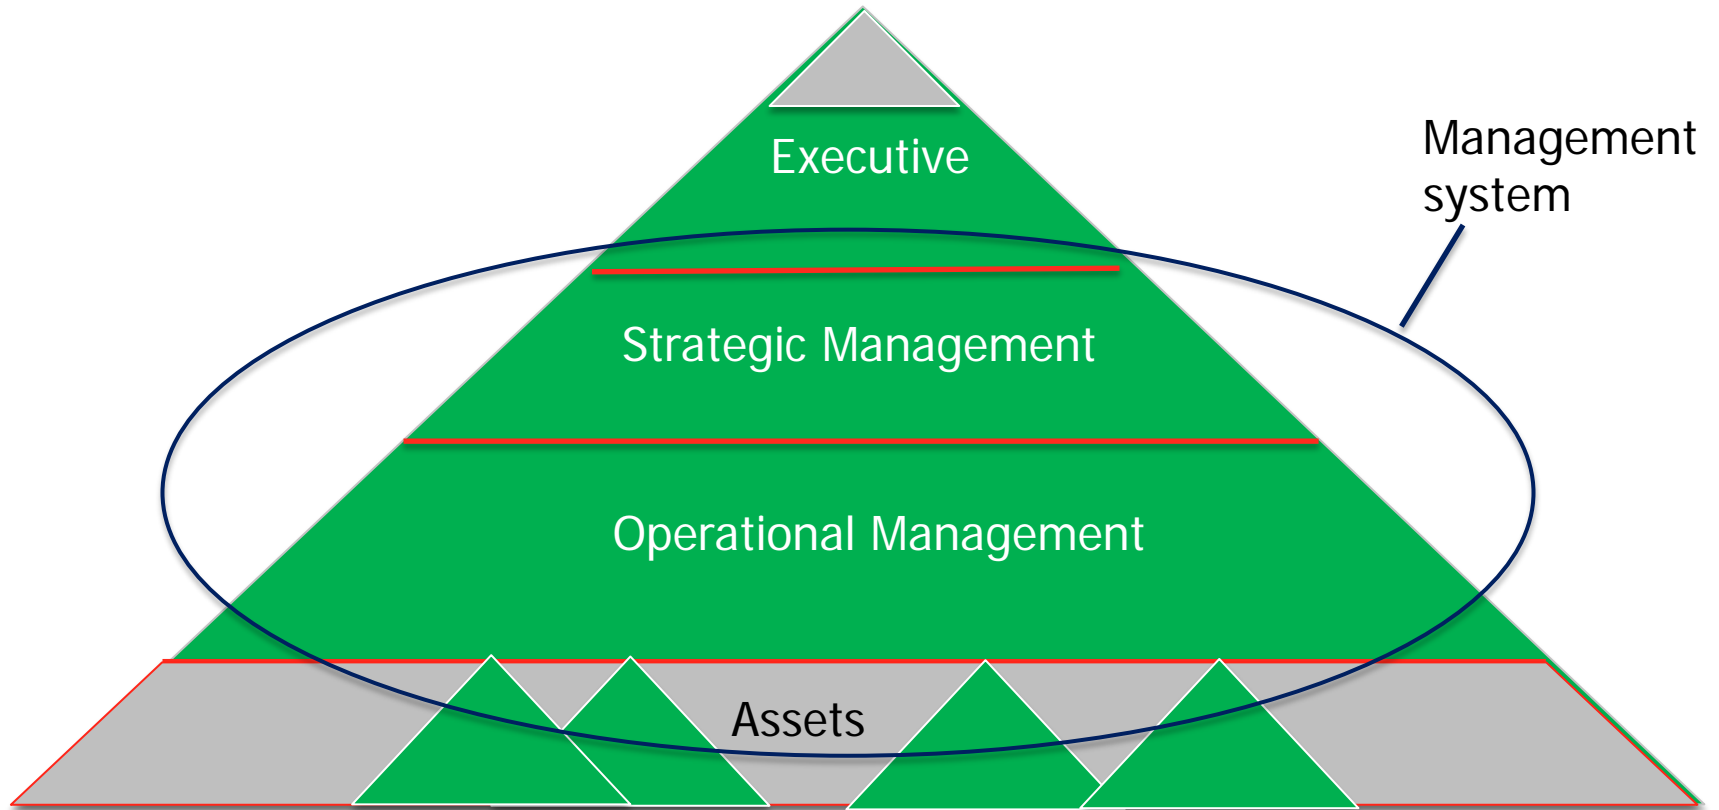 Executive
Management
system
Strategic Management
Operational Management
Assets